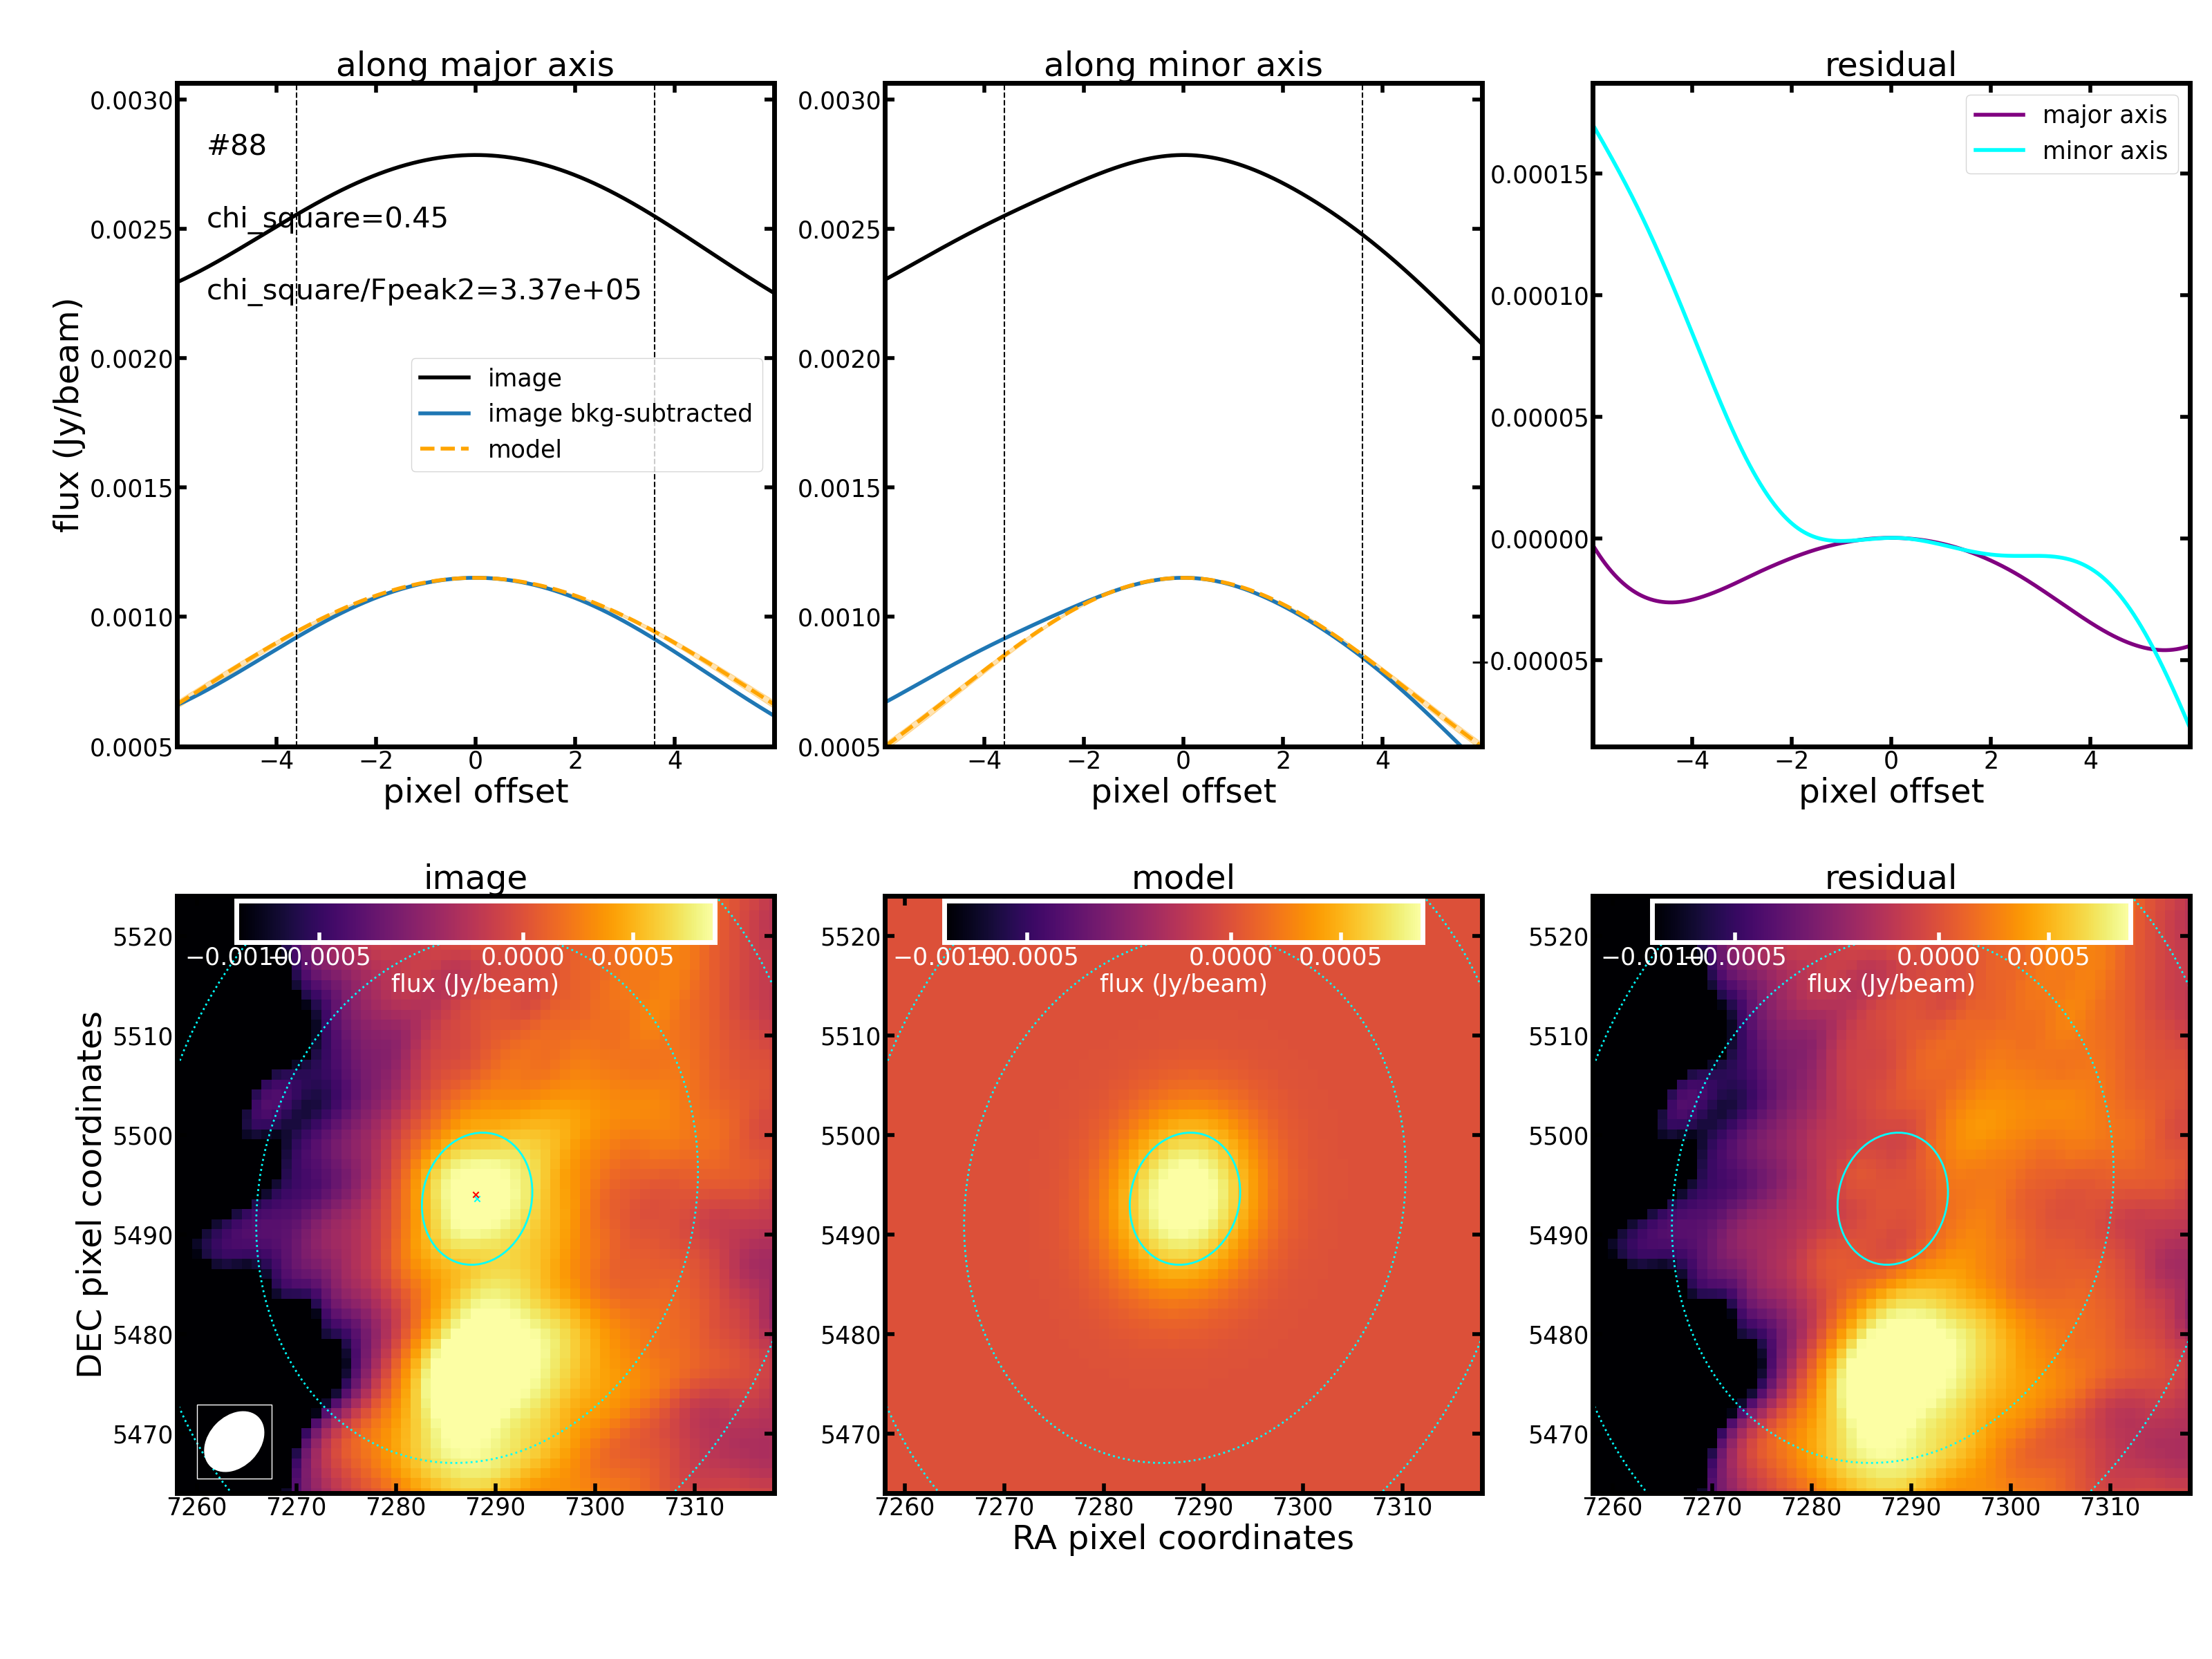 along major axis
along minor axis
residual
flux (Jy/beam)
0.0030
0.0025
0.0020
0.0015
0.0010
0.0005
#88
chi_square=0.45
chi_square/Fpeak2=3.37e+05
image
image bkg-subtracted
model
−4 −2 0 2 4
pixel offset
0.0030
0.0025
0.0020
0.0015
0.0010
0.0005
−4 −2 0 2 4
pixel offset
major axis
minor axis
0.00015
0.00010
0.00005
0.00000
−0.00005
−4 −2 0 2 4
pixel offset
image
model
residual
DEC pixel coordinates
5520
5510
5500
5490
5480
5470
−0.0010 −0.0005 0.0000 0.0005
flux (Jy/beam)
7260 7270 7280 7290 7300 7310
5520
5510
5500
5490
5480
5470
−0.0010 −0.0005 0.0000 0.0005
flux (Jy/beam)
7260 7270 7280 7290 7300 7310
RA pixel coordinates
5520
5510
5500
5490
5480
5470
−0.0010 −0.0005 0.0000 0.0005
flux (Jy/beam)
7260 7270 7280 7290 7300 7310